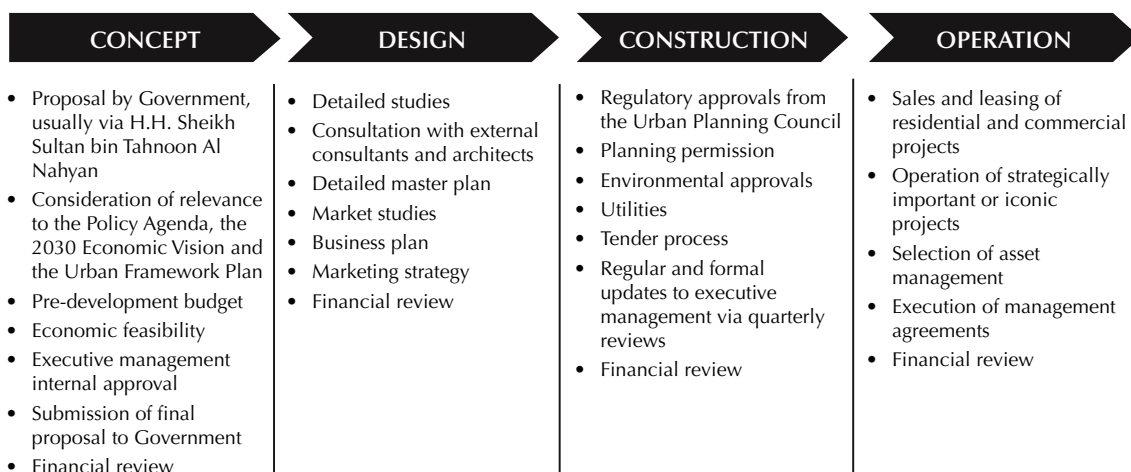 CONCEPT
• Proposal by Government,
usually via H.H. Sheikh
Sultan bin Tahnoon Al
Nahyan
• Consideration of relevance
to the Policy Agenda, the
2030 Economic Vision and
the Urban Framework Plan
• Pre-development budget
• Economic feasibility
• Executive management
internal approval
• Submission of final
proposal to Government
• Financial review
DESIGN
• Detailed studies
• Consultation with external
consultants and architects
• Detailed master plan
• Market studies
• Business plan
• Marketing strategy
• Financial review
CONSTRUCTION
• Regulatory approvals from
the Urban Planning Council
• Planning permission
• Environmental approvals
• Utilities
• Tender process
• Regular and formal
updates to executive
management via quarterly
reviews
• Financial review
OPERATION
• Sales and leasing of
residential and commercial
projects
• Operation of strategically
important or iconic
projects
• Selection of asset
management
• Execution of management
agreements
• Financial review